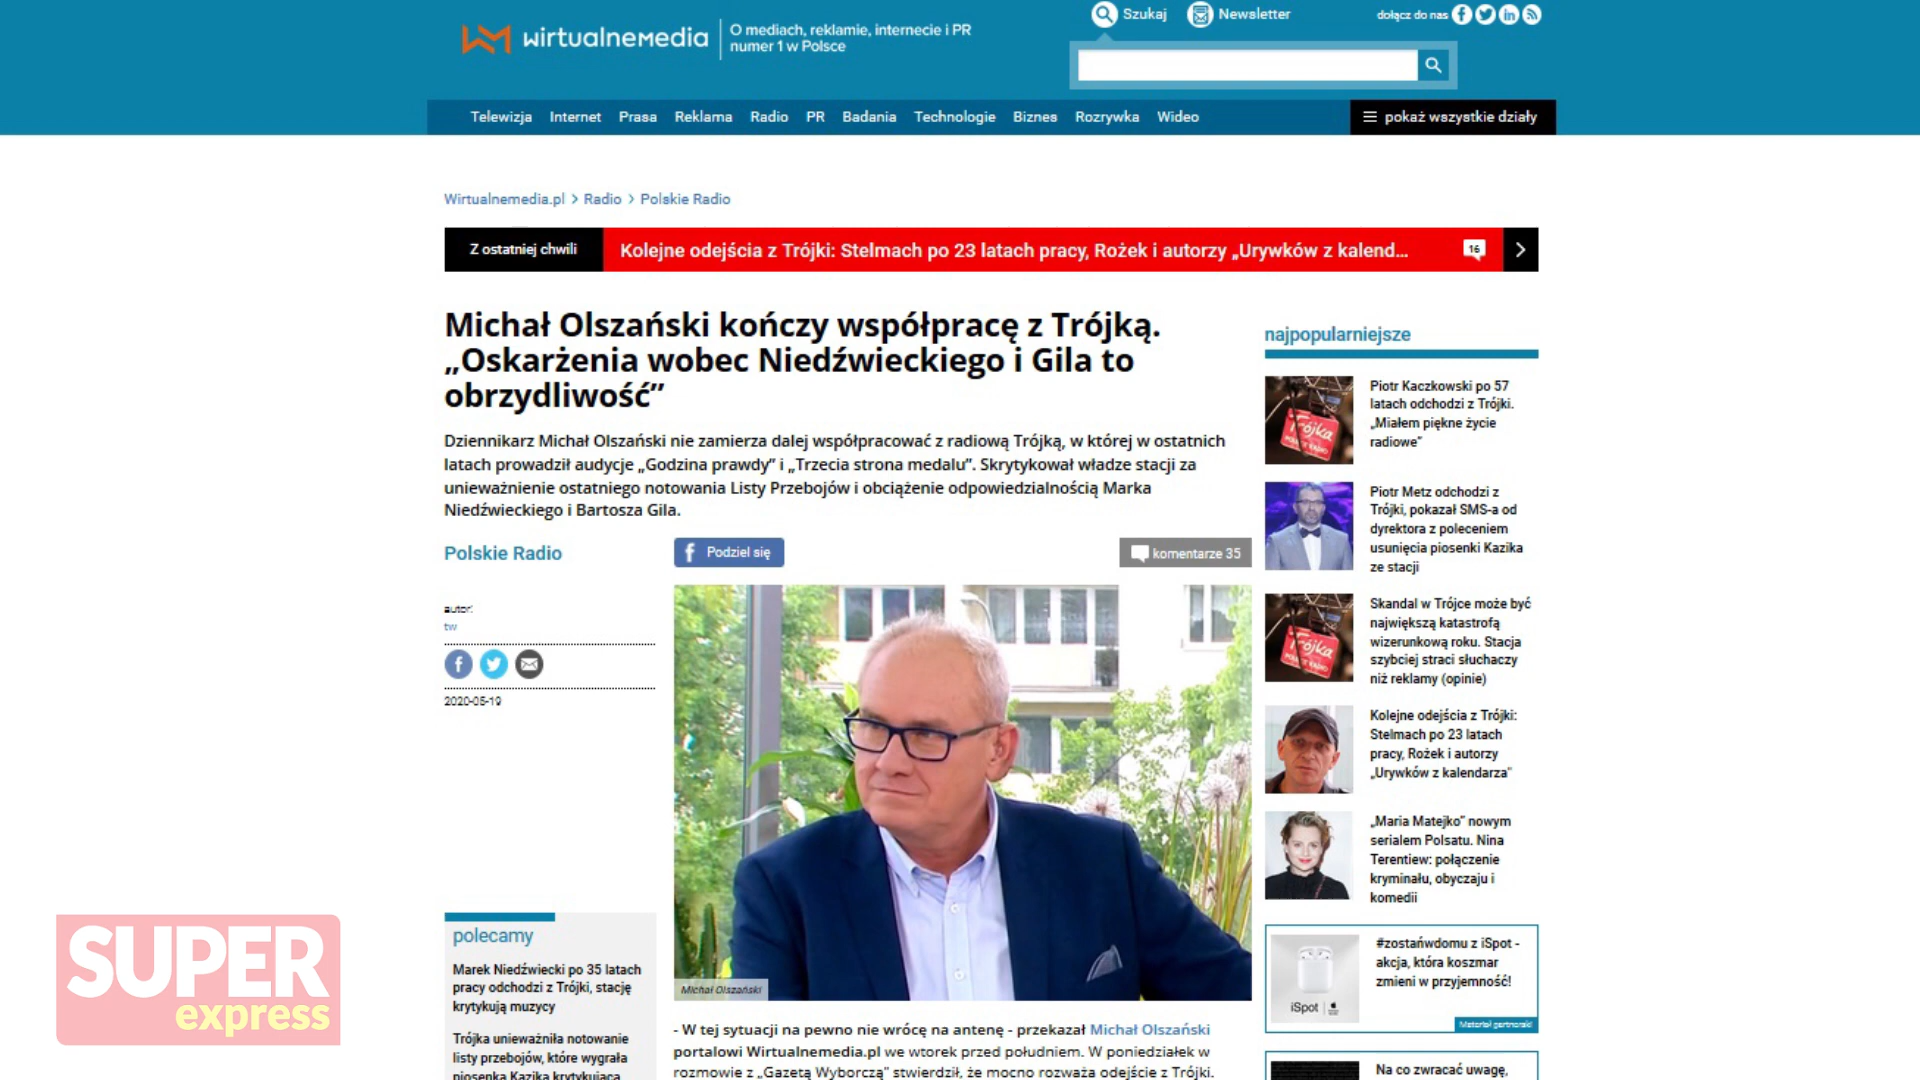 wirtualnemedia
O mediach, reklamie, internecie i PR
numer 1 w Polsce
Szukaj
Newsletter
dołącz do nas
Telewizja Internet Prasa Reklama Radio PR Badania Technologie Biznes Rozrywka Wideo
pokaż wszystkie działy
Wirtualnemedia.pl > Radio > Polskie Radio
Z ostatniej chwili
Kolejne odejścia z Trójki: Stelmach po 23 latach pracy, Rożek i autorzy „Urywków z kalend...
16
Michał Olszański kończy współpracę z Trójką.
„Oskarżenia wobec Niedźwieckiego i Gila to
obrzydliwość”
Dziennikarz Michał Olszański nie zamierza dalej współpracować z radiową Trójką, w której w ostatnich
latach prowadził audycje „Godzina prawdy” i „Trzecia strona medalu”. Skrytykował władze stacji za
unieważnienie ostatniego notowania Listy Przebojów i obciążenie odpowiedzialnością Marka
Niedźwieckiego i Bartosza Gila.
Polskie Radio
Podziel się
komentarze 35
autor:
tw
2020-05-19
Michał Olszański
- W tej sytuacji na pewno nie wrócę na antenę - przekazał Michał Olszański
portalowi Wirtualnemedia.pl we wtorek przed południem. W poniedziałek w
rozmowie z „Gazetą Wyborczą” stwierdził, że mocno rozważa odejście z Trójki.
polecamy
Marek Niedźwiecki po 35 latach
pracy odchodzi z Trójki, stację
krytykują muzycy
Trójka unieważniła notowanie
listy przebojów, które wygrała
piosenka Kazika krytykująca
najpopularniejsze
Piotr Kaczkowski po 57
latach odchodzi z Trójki.
„Miałem piękne życie
radiowe”
Piotr Metz odchodzi z
Trójki, pokazał SMS-a od
dyrektora z poleceniem
usunięcia piosenki Kazika
ze stacji
Skandal w Trójce może być
największą katastrofą
wizerunkową roku. Stacja
szybciej straci słuchaczy
niż reklamy (opinie)
Kolejne odejścia z Trójki:
Stelmach po 23 latach
pracy, Rożek i autorzy
„Urywków z kalendarza”
„Maria Matejko” nowym
serialem Polsatu. Nina
Terentiew: połączenie
kryminału, obyczaju i
komedii
#zostańwdomu z iSpot -
akcja, która koszmar
zmieni w przyjemność!
iSpot
Materiał partnerski
Na co zwracać uwagę,
Trójka
Trójka
SUPER
express